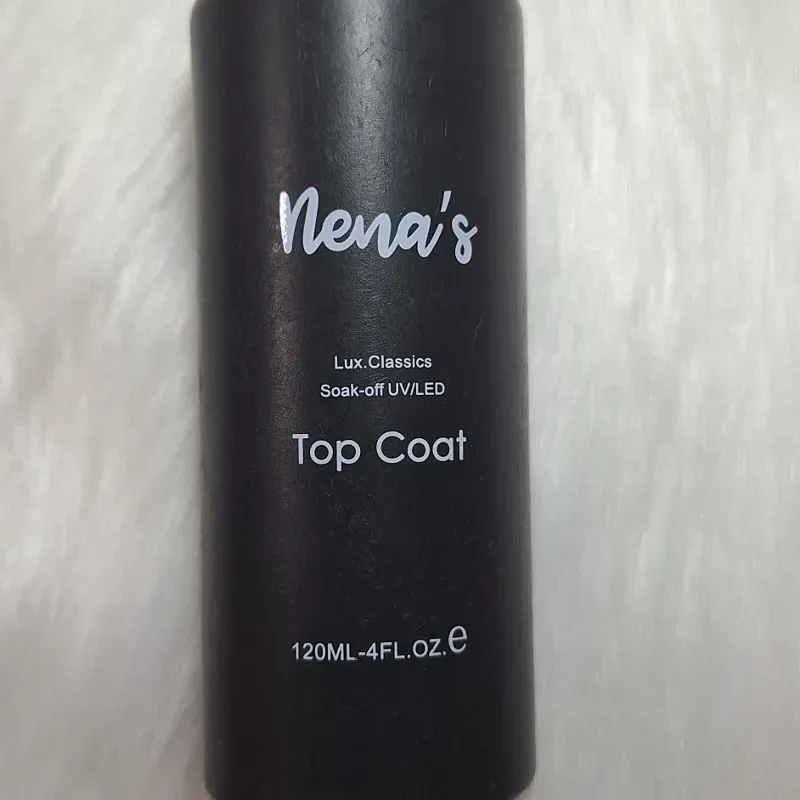 Nena's
Lux.Classics
Soak-off UV/LED
Top Coat
120ML-4FL.OZ.e